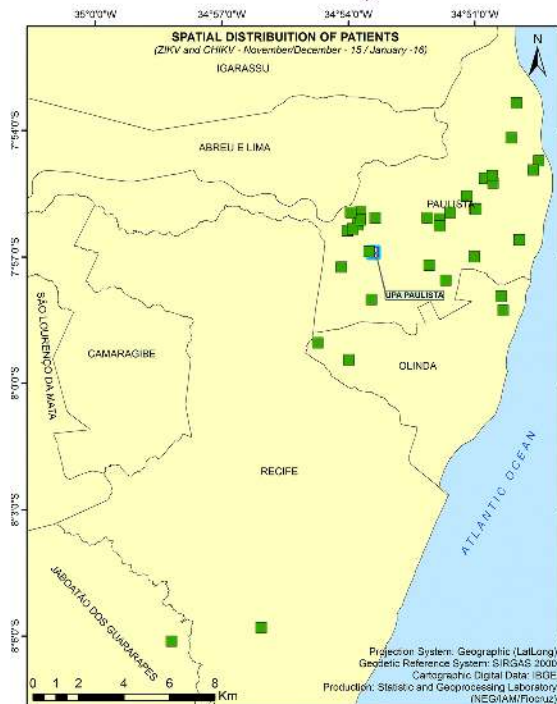 35°0'0"W 34°57'0"W 34°54'0"W 34°51'0"W
SPATIAL DISTRIBUITION OF PATIENTS
(ZIKV and CHIKV - November/December - 15 / January -16)
N
IGARASSU
7°54'0"S
ABREU E LIMA
PAULISTA
7°57'0"S
UPA PAULISTA
SÃO LOURENÇO DA MATA
CAMARAGIBE
OLINDA
8°0'0"S
RECIFE
ATLANTIC OCEAN
8°3'0"S
JABOATÃO DOS GUARARAPES
8°6'0"S
Projection System: Geographic (LatLong)
Geodetic Reference System: SIRGAS 2000
Cartographic Digital Data: IBGE
Production: Statistic and Geoprocessing Laboratory
(NEG/IAM/Fiocruz)
0 1 2 4 6 8
Km